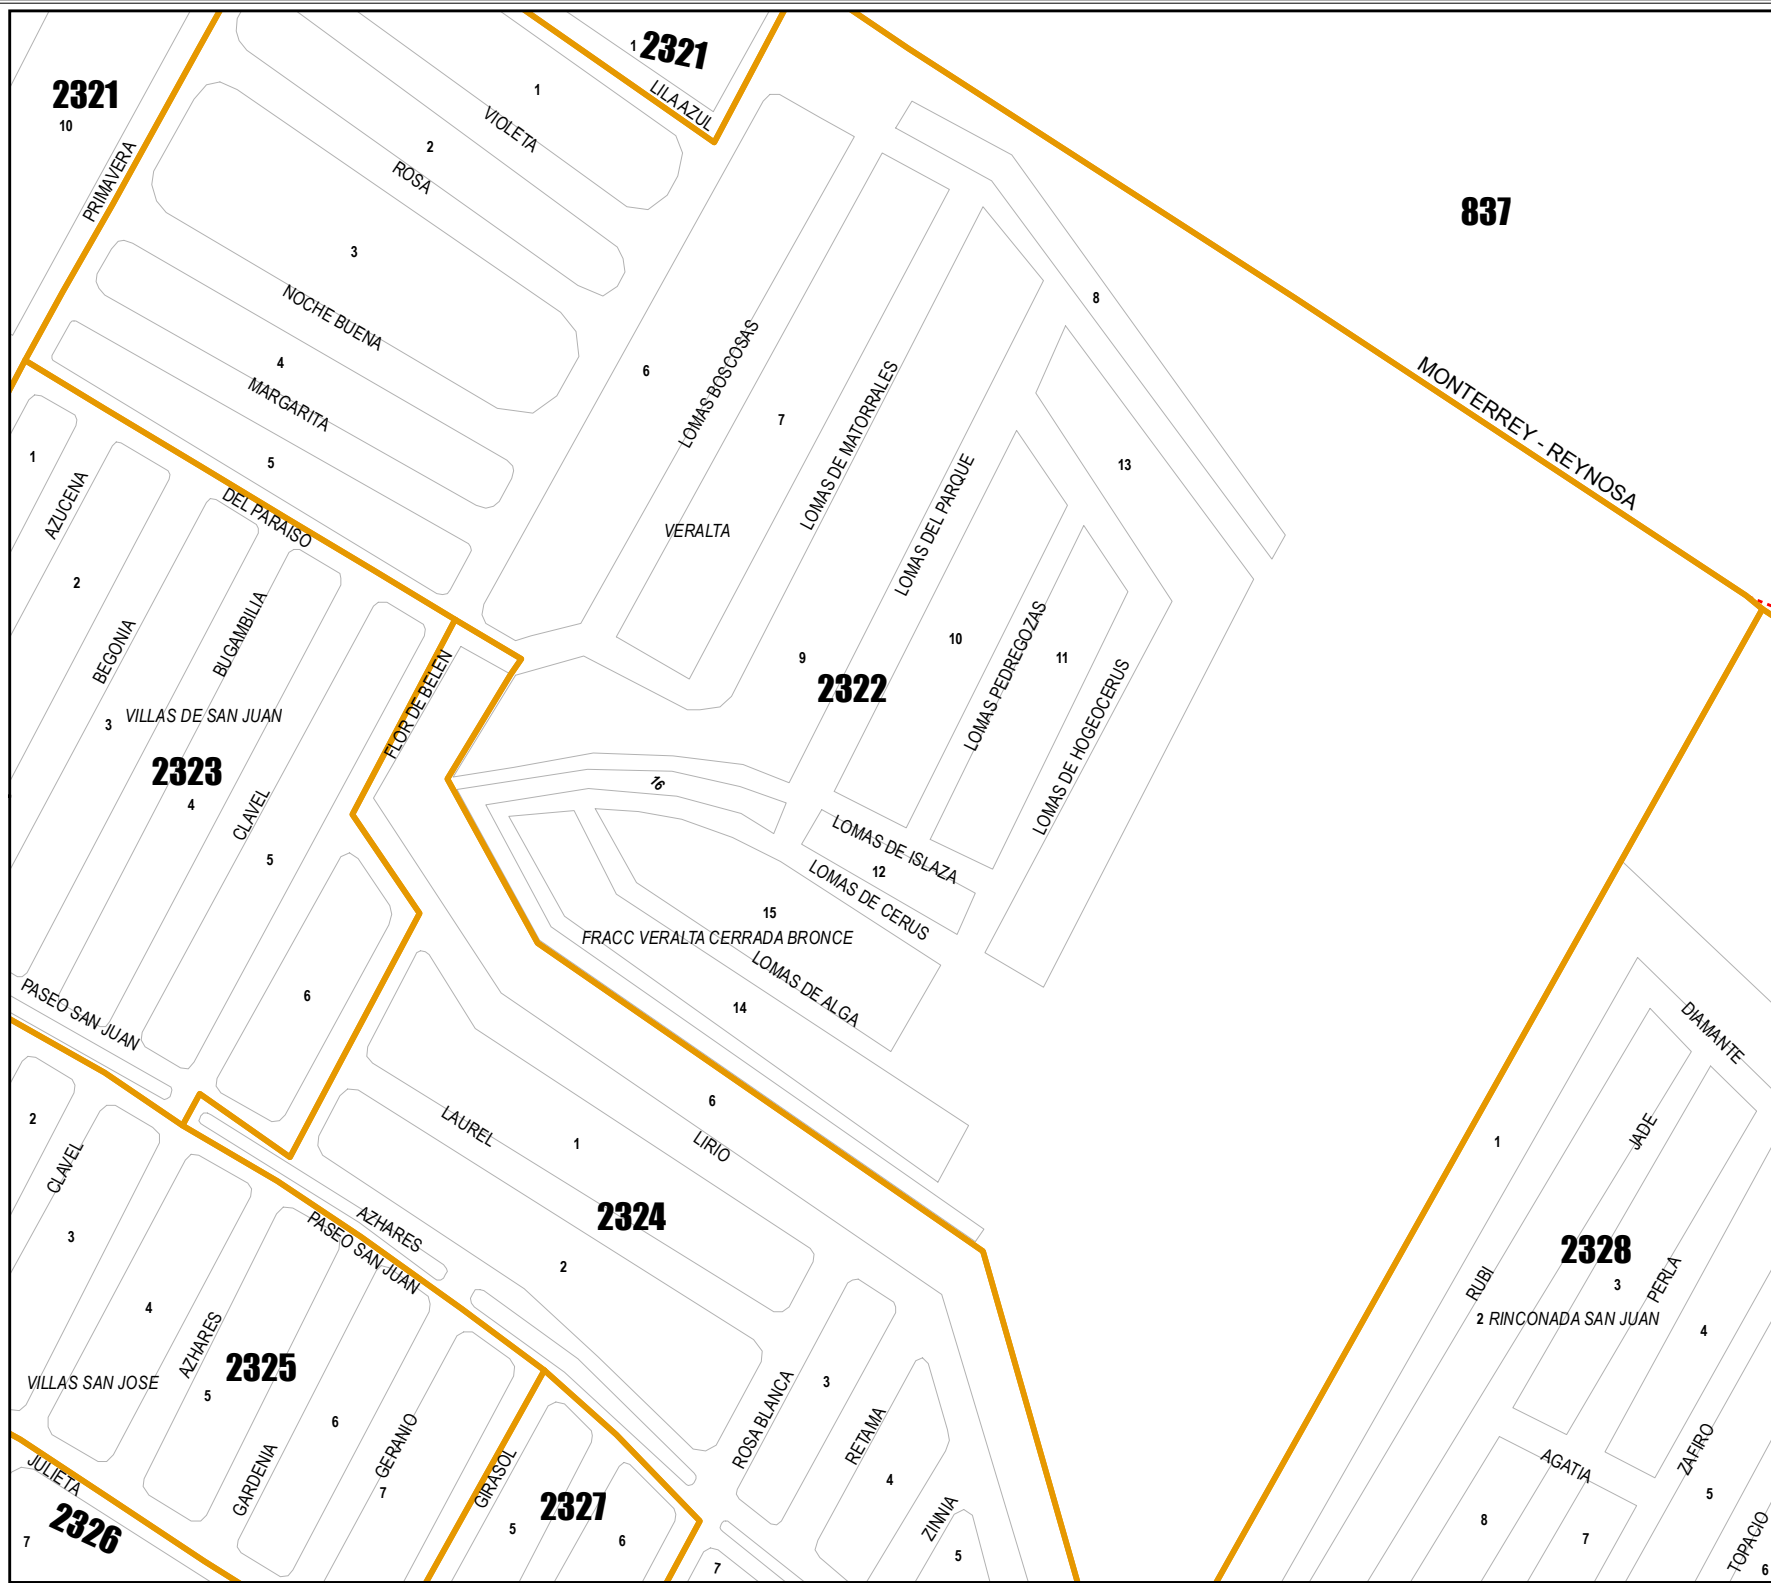 2321
10
PRIMAVERA
1
VIOLETA
2
ROSA
3
NOCHE BUENA
4
MARGARITA
5
DEL PARAISO
1
2321
LILA AZUL
837
MONTERREY - REYNOSA
6
LOMAS BOSCOSAS
7
LOMAS DE MATORRALES
VERALTA
8
13
LOMAS DEL PARQUE
9
2322
10
LOMAS PEDREGOZAS
11
LOMAS DE HOGEOCERUS
16
LOMAS DE ISLAZA
12
LOMAS DE CERUS
15
FRACC VERALTA CERRADA BRONCE
LOMAS DE ALGA
14
1
AZUCENA
2
BEGONIA
BUGAMBILIA
3
VILLAS DE SAN JUAN
2323
4
CLAVEL
5
FLOR DE BELEN
6
PASEO SAN JUAN
2
CLAVEL
3
4
AZHARES
VILLAS SAN JOSE
5
2325
6
GARDENIA
GERANIO
7
JULIETA
2326
7
LAUREL
1
6
LIRIO
2324
AZHARES
PASEO SAN JUAN
2
GIRASOL
5
2327
6
7
ROSA BLANCA
3
RETAMA
4
ZINNIA
5
DIAMANTE
1
JADE
2328
3
PERLA
RUBI
2
RINCONADA SAN JUAN
4
AGATIA
ZAFIRO
5
8
7
TOPACIO
6